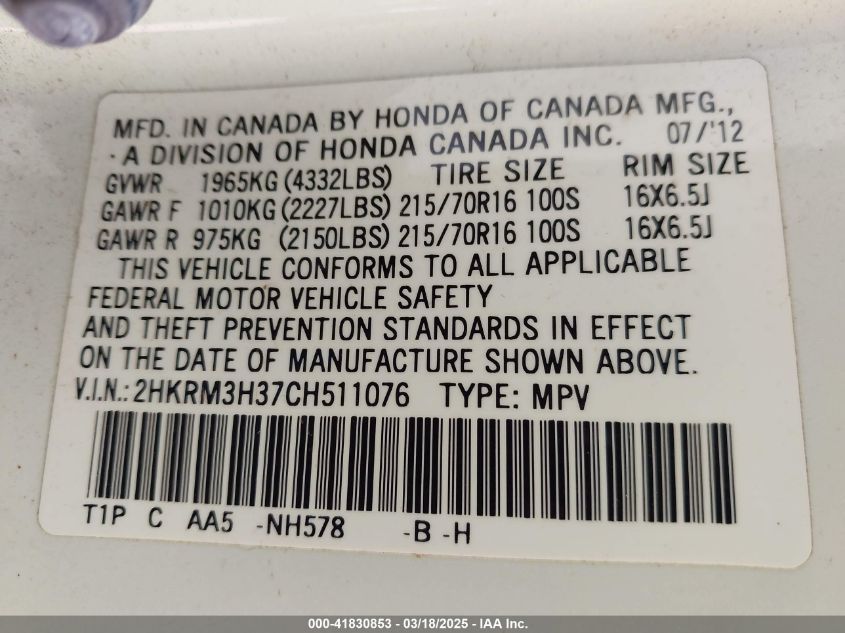 MFD. IN CANADA BY HONDA OF CANADA MFG.,
·A DIVISION OF HONDA CANADA INC. 07/'12
GVWR 1965KG (4332LBS) TIRE SIZE RIM SIZE
GAWR F 1010KG (2227LBS) 215/70R16 100S 16X6.5J
GAWR R 975KG (2150LBS) 215/70R16 100S 16X6.5J
THIS VEHICLE CONFORMS TO ALL APPLICABLE
FEDERAL MOTOR VEHICLE SAFETY
AND THEFT PREVENTION STANDARDS IN EFFECT
ON THE DATE OF MANUFACTURE SHOWN ABOVE.
V.I.N.: 2HKRM3H37CH511076 TYPE: MPV
T1P C AA5 -NH578 -B -H
000-41830853 — 03/18/2025 — IAA Inc.